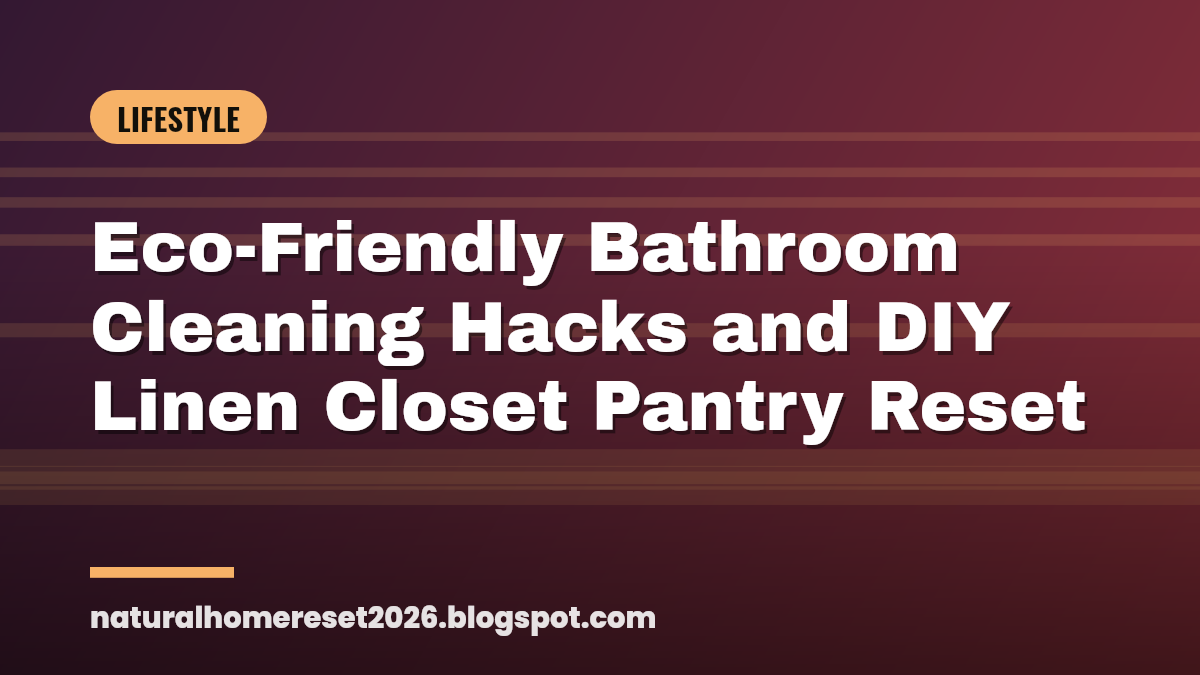 LIFESTYLE
Eco-Friendly Bathroom
Cleaning Hacks and DIY
Linen Closet Pantry Reset
naturalhomereset2026.blogspot.com